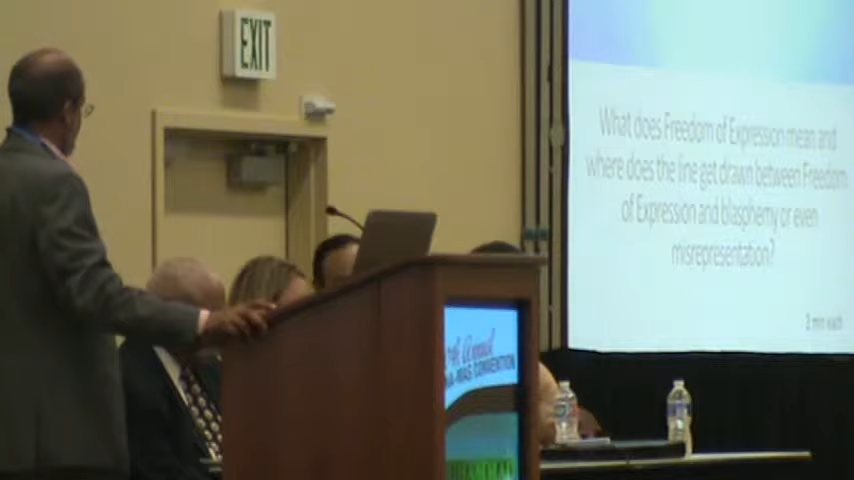 EXIT
What does Freedom of Expression mean and
where does the line get drawn between Freedom
of Expression and blasphemy or even
misrepresentation?
2 min each
Annual
CONVENTION